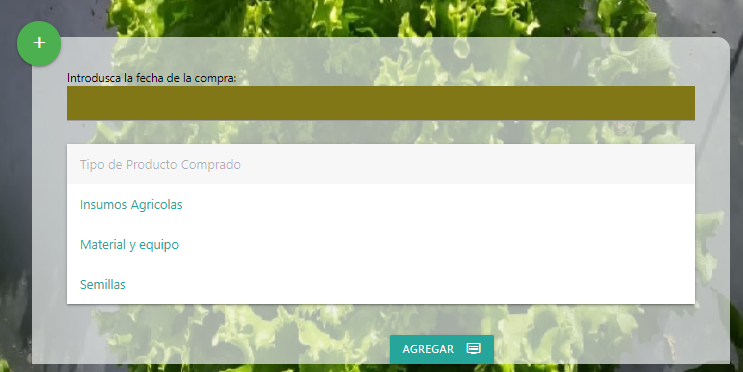 +
Introdusca la fecha de la compra:
Tipo de Producto Comprado
Insumos Agricolas
Material y equipo
Semillas
AGREGAR